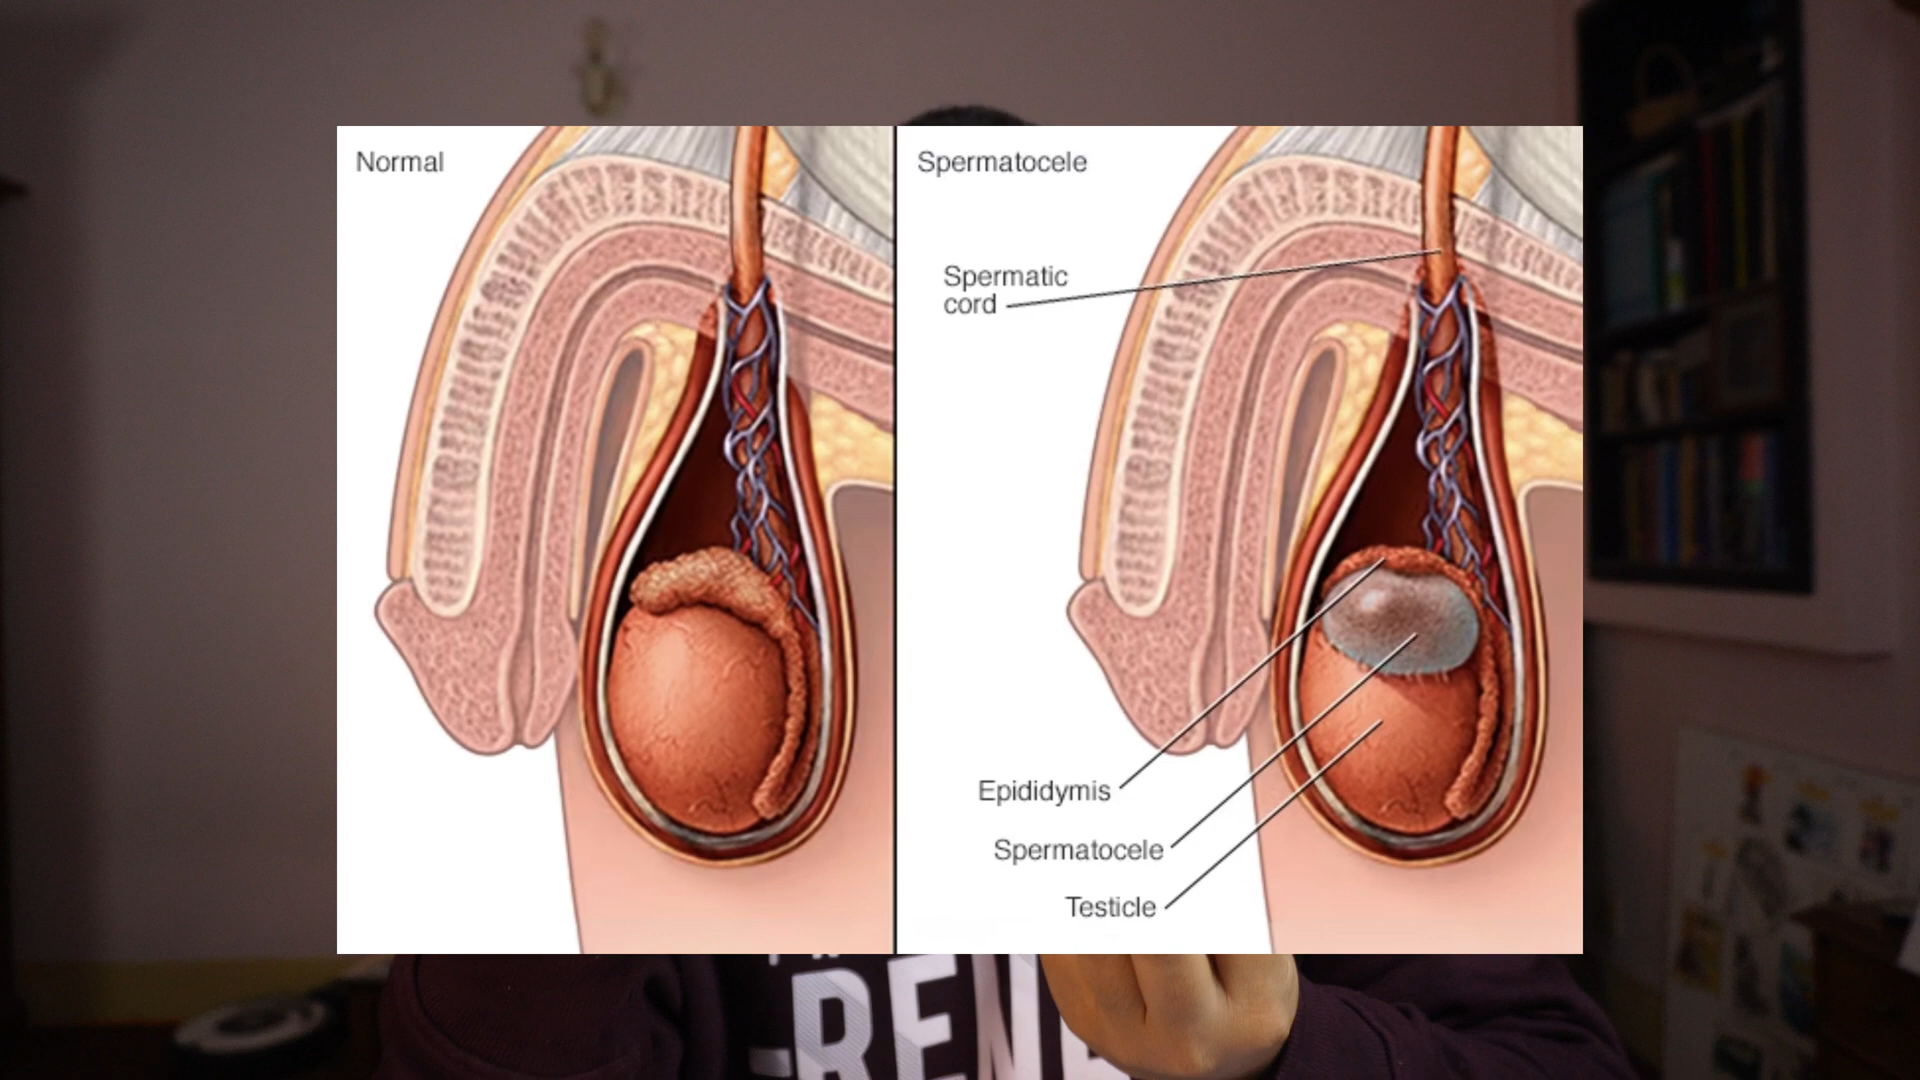 Normal
Spermatocele
Spermatic
cord
Epididymis
Spermatocele
Testicle